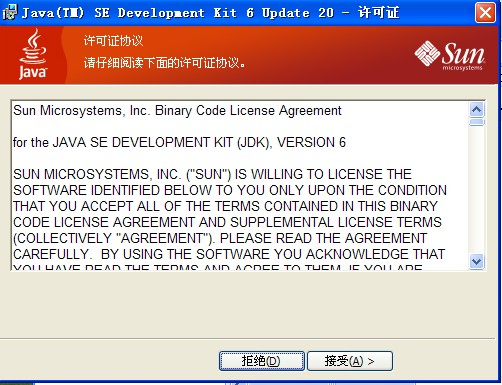 Java(TM) SE Development Kit 6 Update 20 - 许可证
许可证协议
请仔细阅读下面的许可证协议。
Java
Sun
microsystems
Sun Microsystems, Inc. Binary Code License Agreement
for the JAVA SE DEVELOPMENT KIT (JDK), VERSION 6
SUN MICROSYSTEMS, INC. ("SUN") IS WILLING TO LICENSE THE
SOFTWARE IDENTIFIED BELOW TO YOU ONLY UPON THE CONDITION
THAT YOU ACCEPT ALL OF THE TERMS CONTAINED IN THIS BINARY
CODE LICENSE AGREEMENT AND SUPPLEMENTAL LICENSE TERMS
(COLLECTIVELY "AGREEMENT"). PLEASE READ THE AGREEMENT
CAREFULLY. BY USING THE SOFTWARE YOU ACKNOWLEDGE THAT
YOU HAVE READ THE TERMS AND AGREE TO THEM. IF YOU ARE
拒绝(D)
接受(A) >